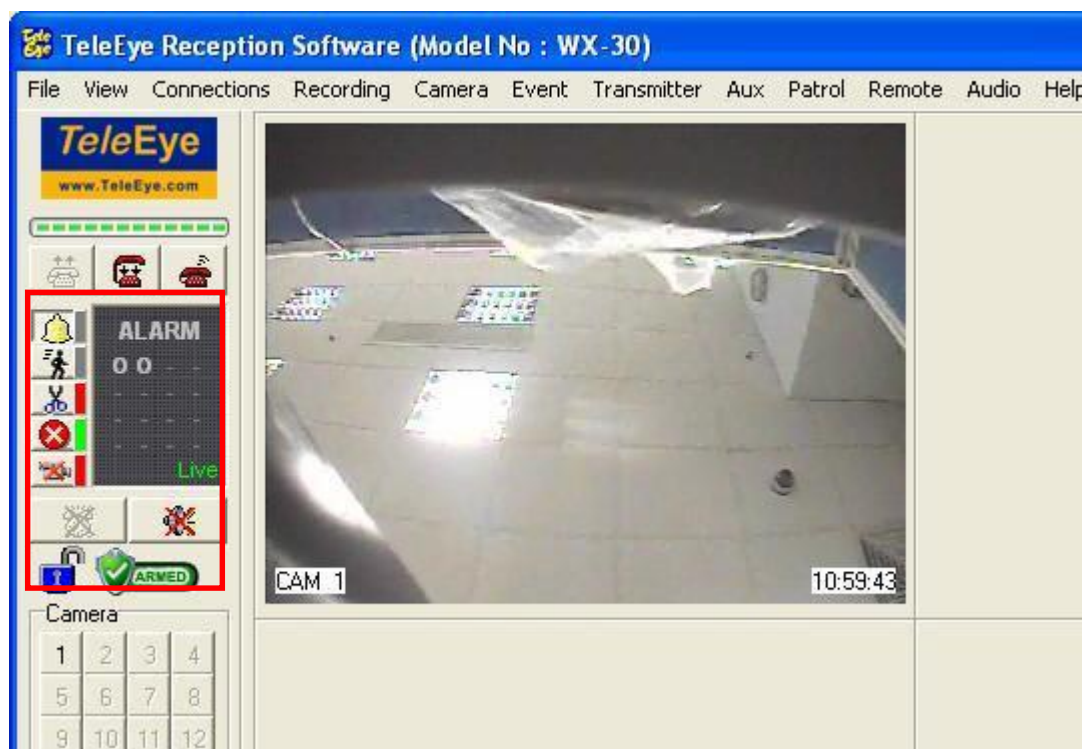 TeleEye Reception Software (Model No : WX-30)
File View Connections Recording Camera Event Transmitter Aux Patrol Remote Audio Help
TeleEye
www.TeleEye.com
ALARM
0 0 - -
- - - -
- - - -
- - - -
Live
ARMED
CAM 1
10:59:43
Camera
1 2 3 4
5 6 7 8
9 10 11 12